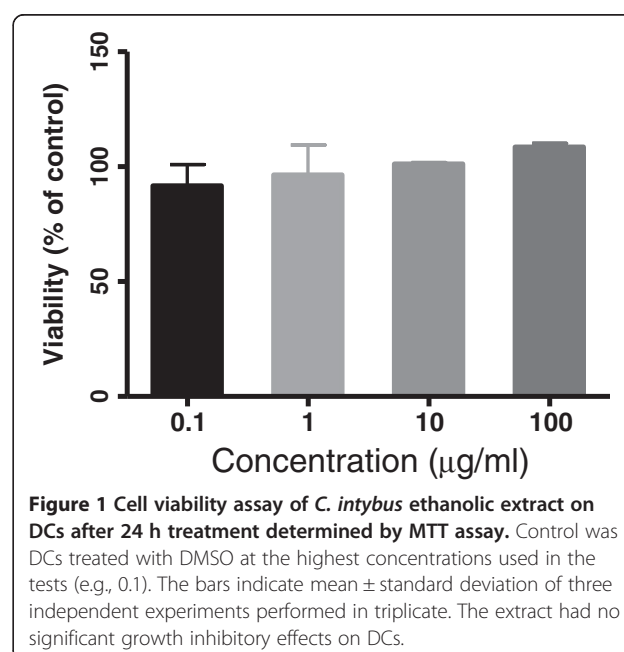 150
100
50
0
Viability (% of control)
0.1 1 10 100
Concentration (μg/ml)
Figure 1 Cell viability assay of C. intybus ethanolic extract on
DCs after 24 h treatment determined by MTT assay. Control was
DCs treated with DMSO at the highest concentrations used in the
tests (e.g., 0.1). The bars indicate mean ± standard deviation of three
independent experiments performed in triplicate. The extract had no
significant growth inhibitory effects on DCs.